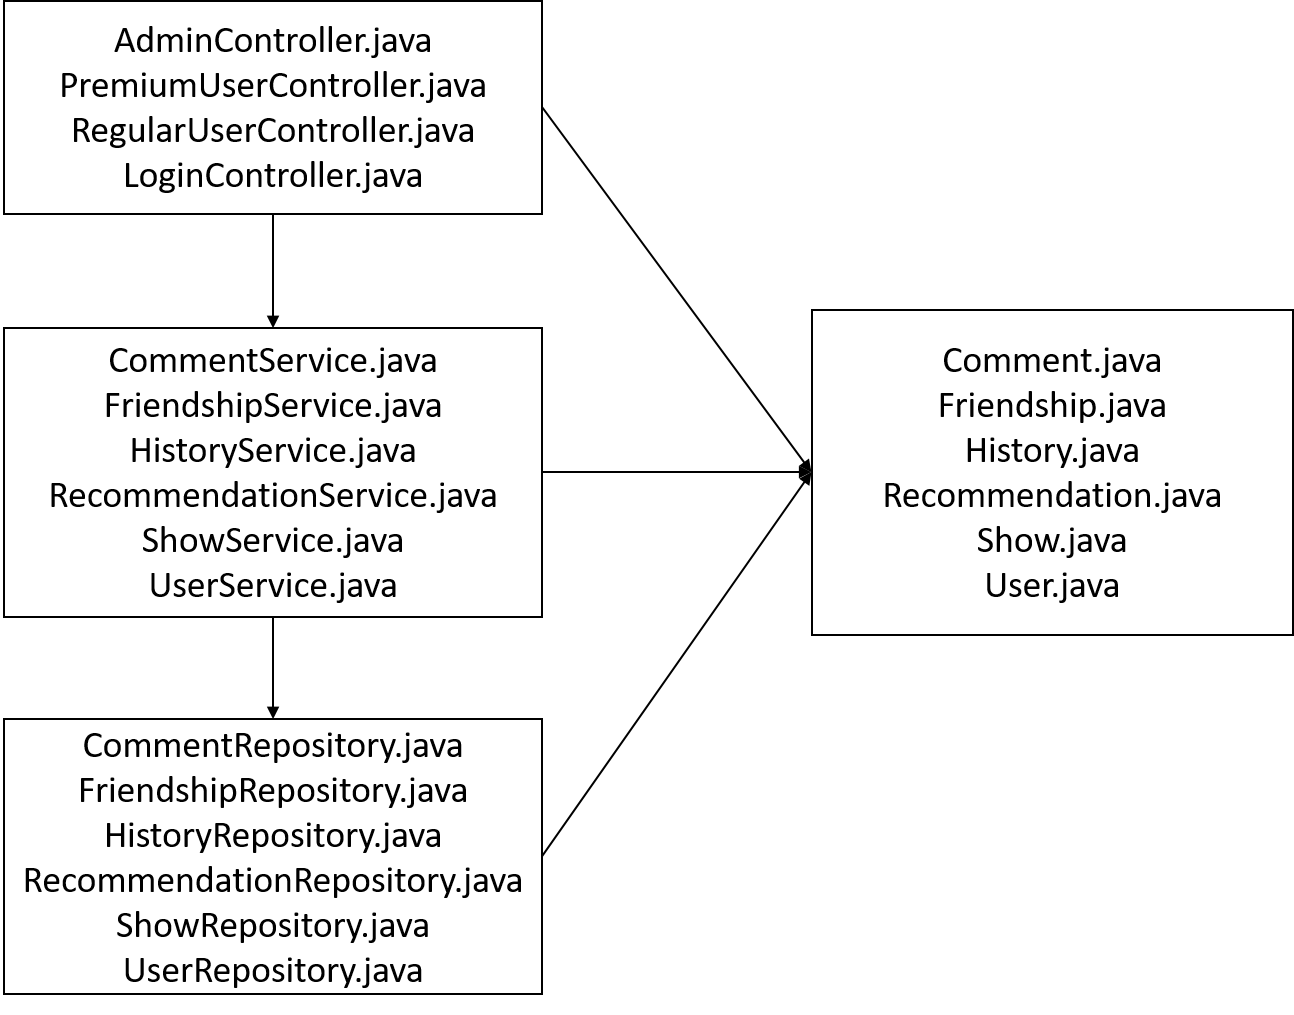 AdminController.java
PremiumUserController.java
RegularUserController.java
LoginController.java
CommentService.java
FriendshipService.java
HistoryService.java
RecommendationService.java
ShowService.java
UserService.java
CommentRepository.java
FriendshipRepository.java
HistoryRepository.java
RecommendationRepository.java
ShowRepository.java
UserRepository.java
Comment.java
Friendship.java
History.java
Recommendation.java
Show.java
User.java